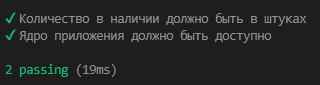 ✓ Количество в наличии должно быть в штуках
✓ Ядро приложения должно быть доступно
2 passing (19ms)